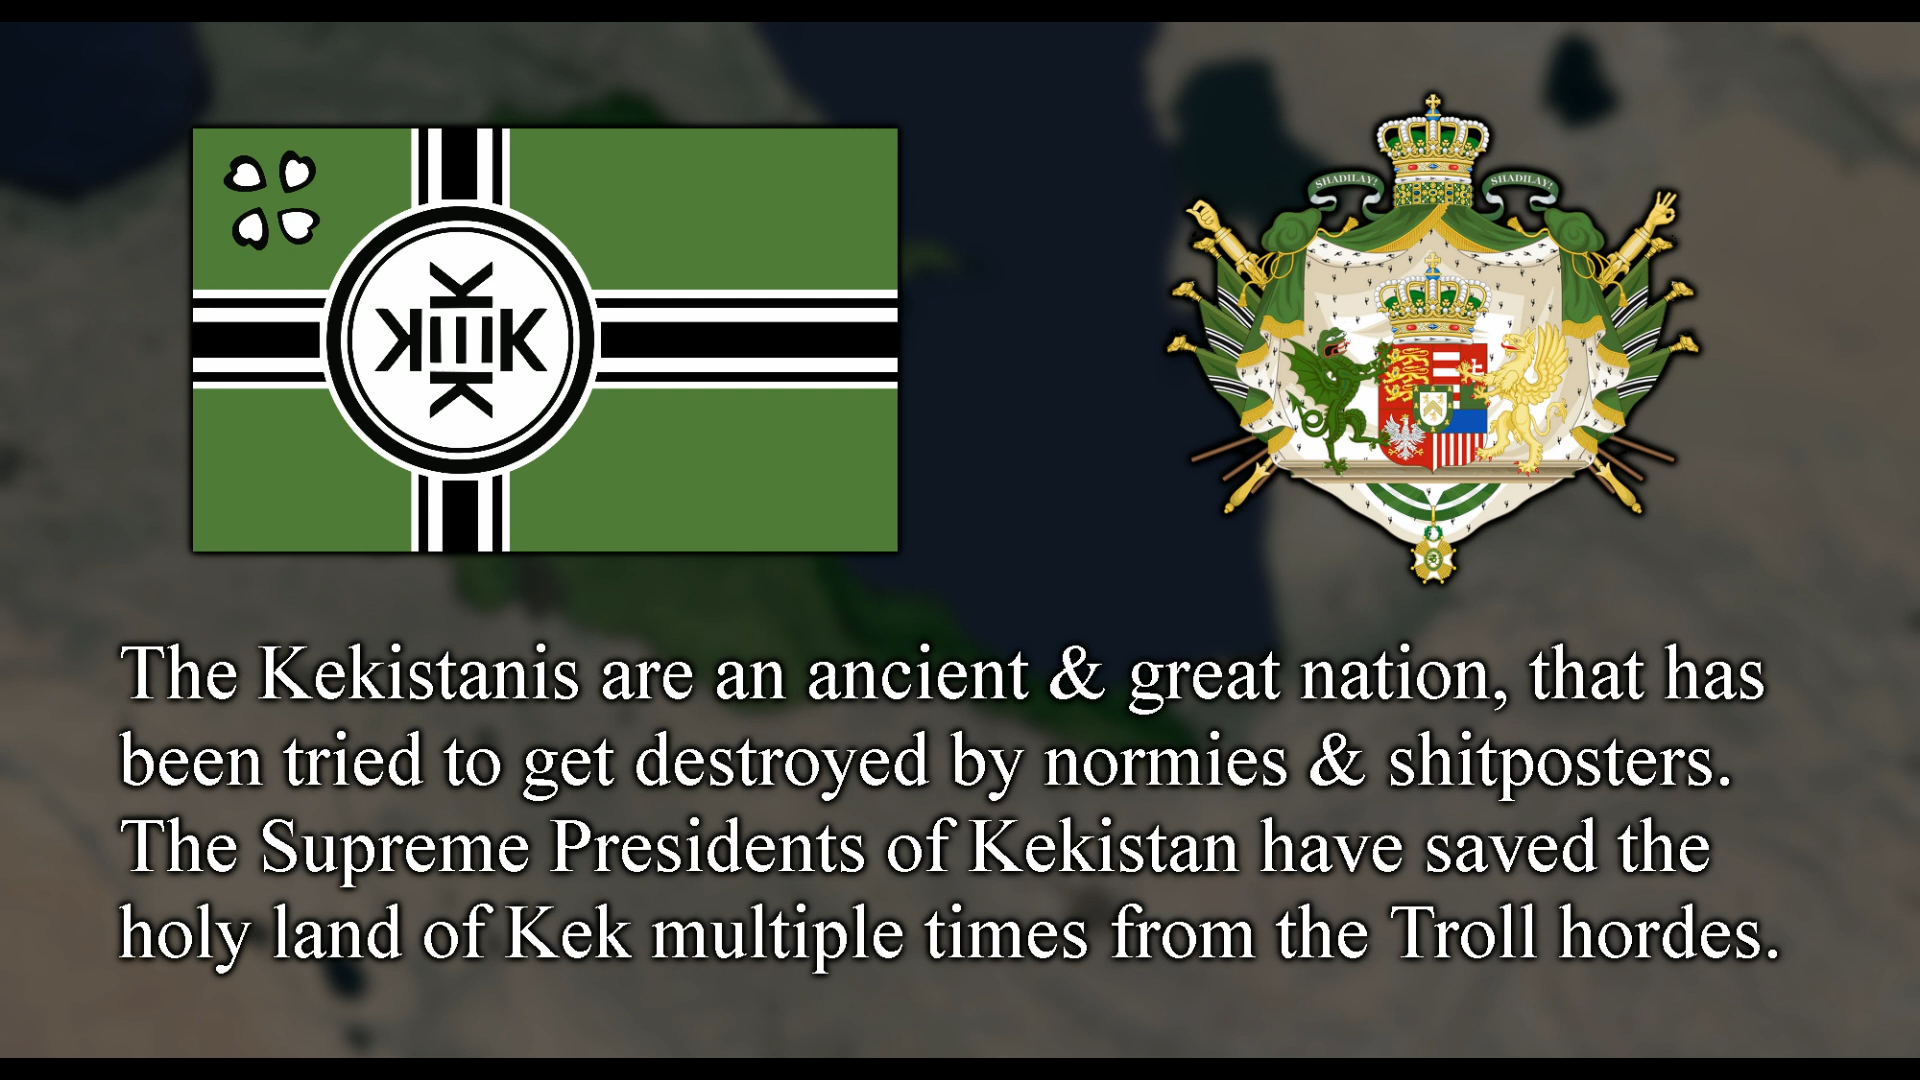 SHADILAY! SHADILAY!
KEK
The Kekistanis are an ancient & great nation, that has
been tried to get destroyed by normies & shitposters.
The Supreme Presidents of Kekistan have saved the
holy land of Kek multiple times from the Troll hordes.